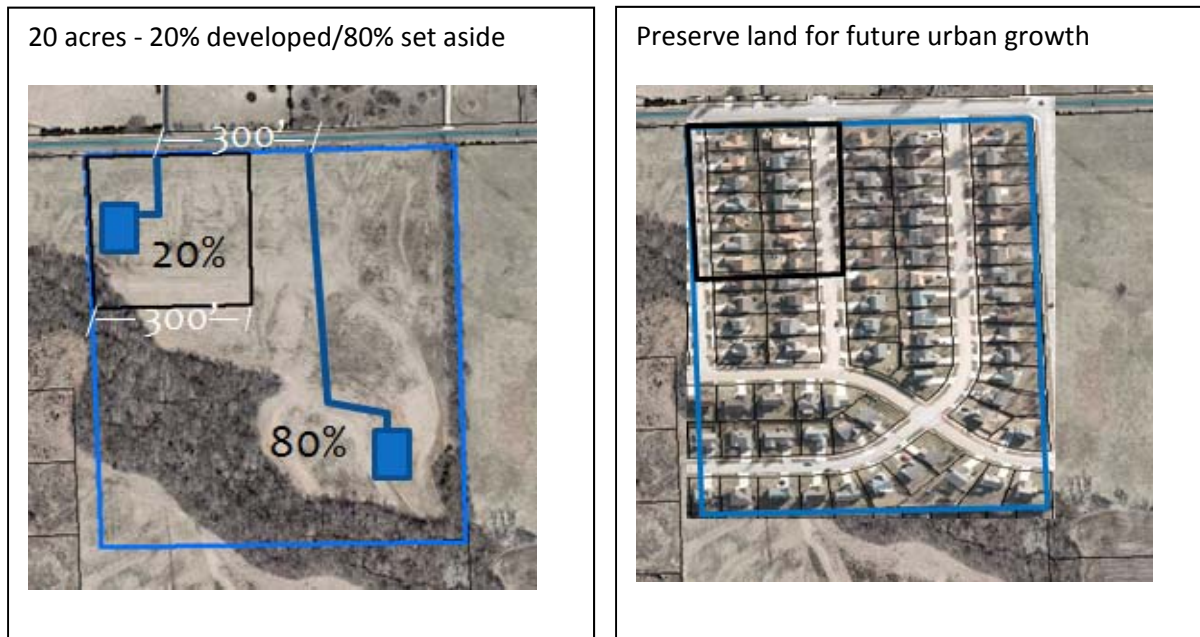 20 acres - 20% developed/80% set aside
300'
20%
300'
80%
Preserve land for future urban growth